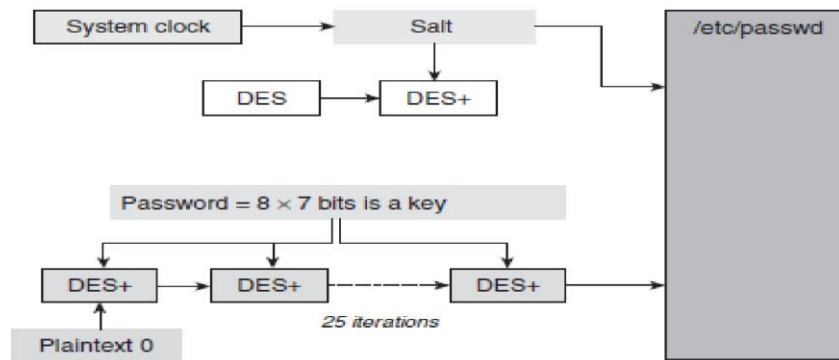 System clock
Salt
/etc/passwd
DES
DES+
Password = 8 × 7 bits is a key
DES+
DES+
DES+
25 iterations
Plaintext 0